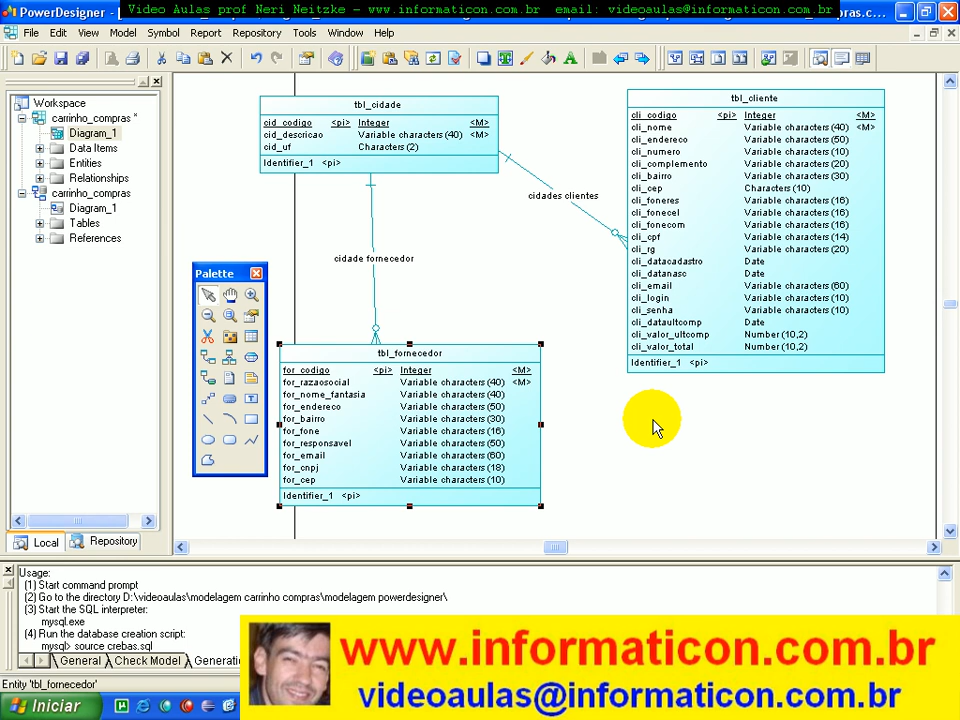 Video Aulas prof Neri Neitzke – www.informaticon.com.br  email: videoaulas@informaticon.com.br
PowerDesigner -
pras.c...
File Edit View Model Symbol Report Repository Tools Window Help
Workspace
carrinho_compras *
Diagram_1
Data Items
Entities
Relationships
carrinho_compras
Diagram_1
Tables
References
Local
Repository
Palette
tbl_cidade
cid_codigo <pi> Integer <M>
cid_descricao Variable characters (40) <M>
cid_uf Characters (2)
Identifier_1 <pi>
cidades clientes
cidade fornecedor
tbl_cliente
cli_codigo <pi> Integer <M>
cli_nome Variable characters (40) <M>
cli_endereco Variable characters (50)
cli_numero Variable characters (10)
cli_complemento Variable characters (20)
cli_bairro Variable characters (30)
cli_cep Characters (10)
cli_foneres Variable characters (16)
cli_fonecel Variable characters (16)
cli_fonecom Variable characters (16)
cli_cpf Variable characters (14)
cli_rg Variable characters (20)
cli_datacadastro Date
cli_datanasc Date
cli_email Variable characters (60)
cli_login Variable characters (10)
cli_senha Variable characters (10)
cli_dataultcomp Date
cli_valor_ultcomp Number (10,2)
cli_valor_total Number (10,2)
Identifier_1 <pi>
tbl_fornecedor
for_codigo <pi> Integer <M>
for_razaosocial Variable characters (40) <M>
for_nome_fantasia Variable characters (40)
for_endereco Variable characters (50)
for_bairro Variable characters (30)
for_fone Variable characters (16)
for_responsavel Variable characters (50)
for_email Variable characters (60)
for_cnpj Variable characters (18)
for_cep Variable characters (10)
Identifier_1 <pi>
Usage:
(1) Start command prompt
(2) Go to the directory D:\videoaulas\modelagem carrinho compras\modelagem powerdesigner\
(3) Start the SQL interpreter:
mysql.exe
(4) Run the database creation script:
mysql> source crebas.sql
General Check Model Generati
Entity 'tbl_fornecedor'
Iniciar
www.informaticon.com.br
videoaulas@informaticon.com.br